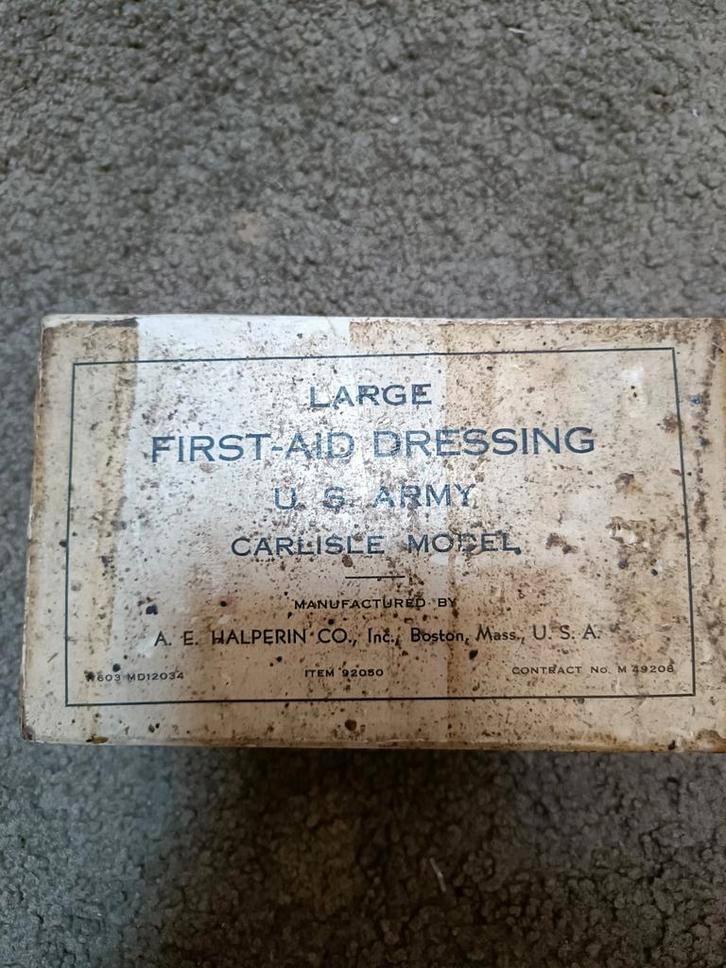 LARGE
FIRST-AID DRESSING
U. S. ARMY
CARLISLE MODEL
MANUFACTURED BY
A. E. HALPERIN CO., Inc., Boston, Mass., U. S. A.
MD12034
ITEM 92050
CONTRACT No. M 49208